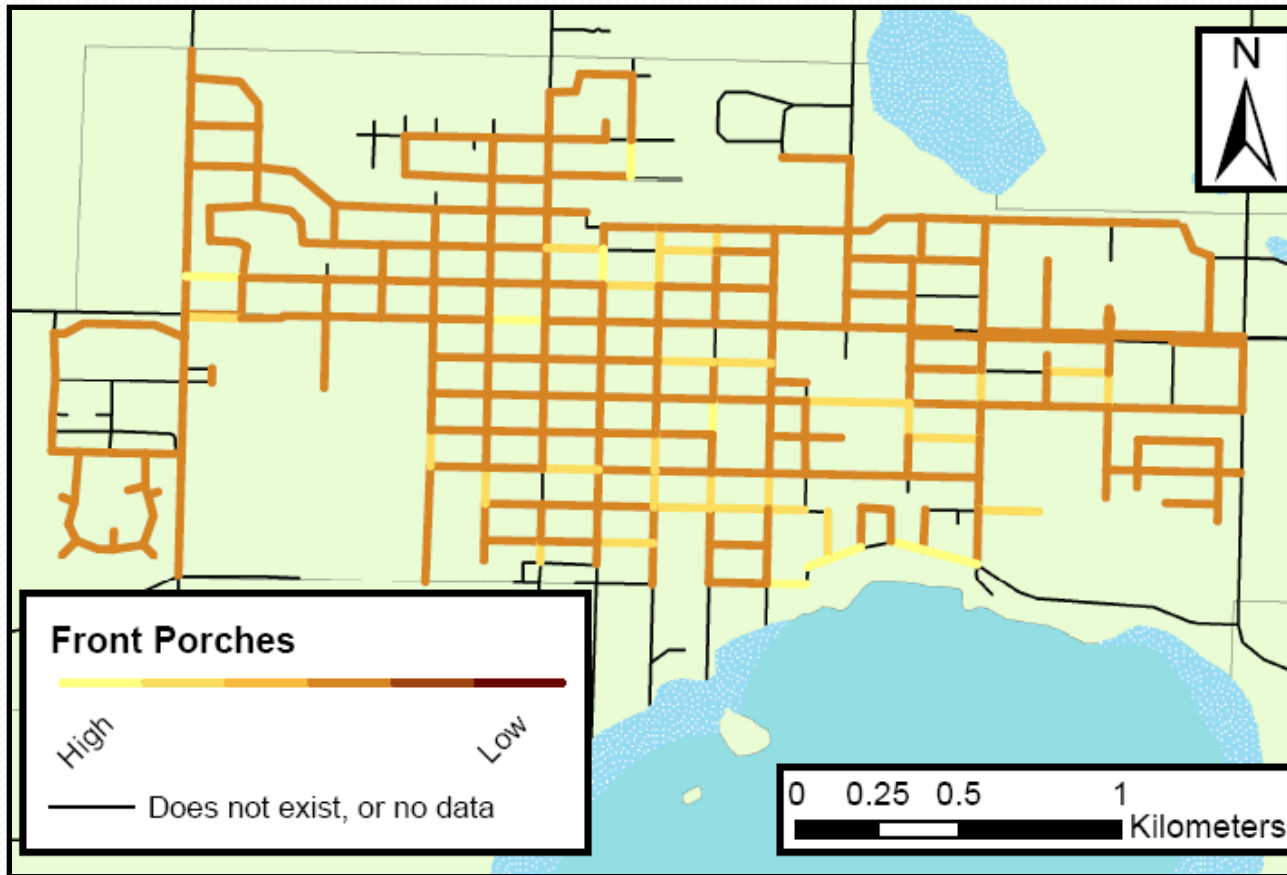 N
Front Porches
High
Low
Does not exist, or no data
0 0.25 0.5 1
Kilometers